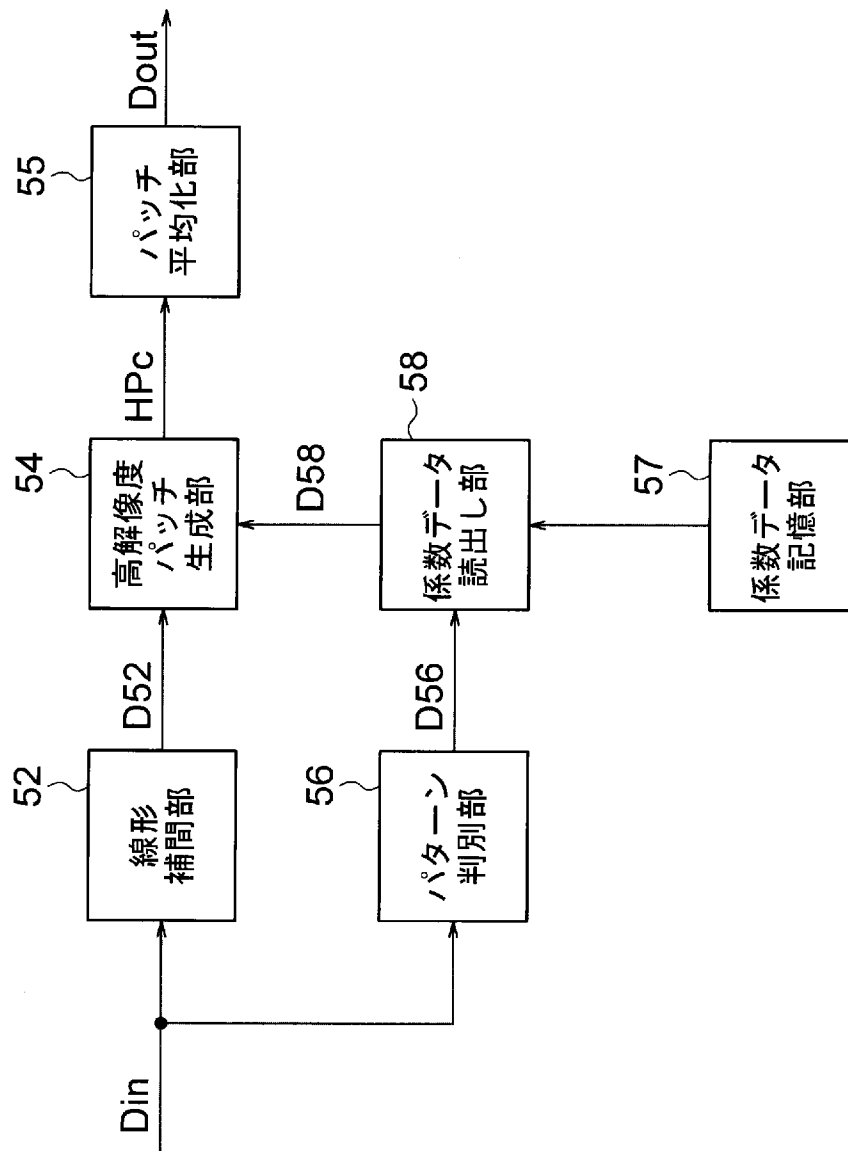 Din
52
線形
補間部
D52
54
高解像度
パッチ
生成部
HPc
55
パッチ
平均化部
Dout
56
パターン
判別部
D56
58
係数データ
読出し部
D58
57
係数データ
記憶部